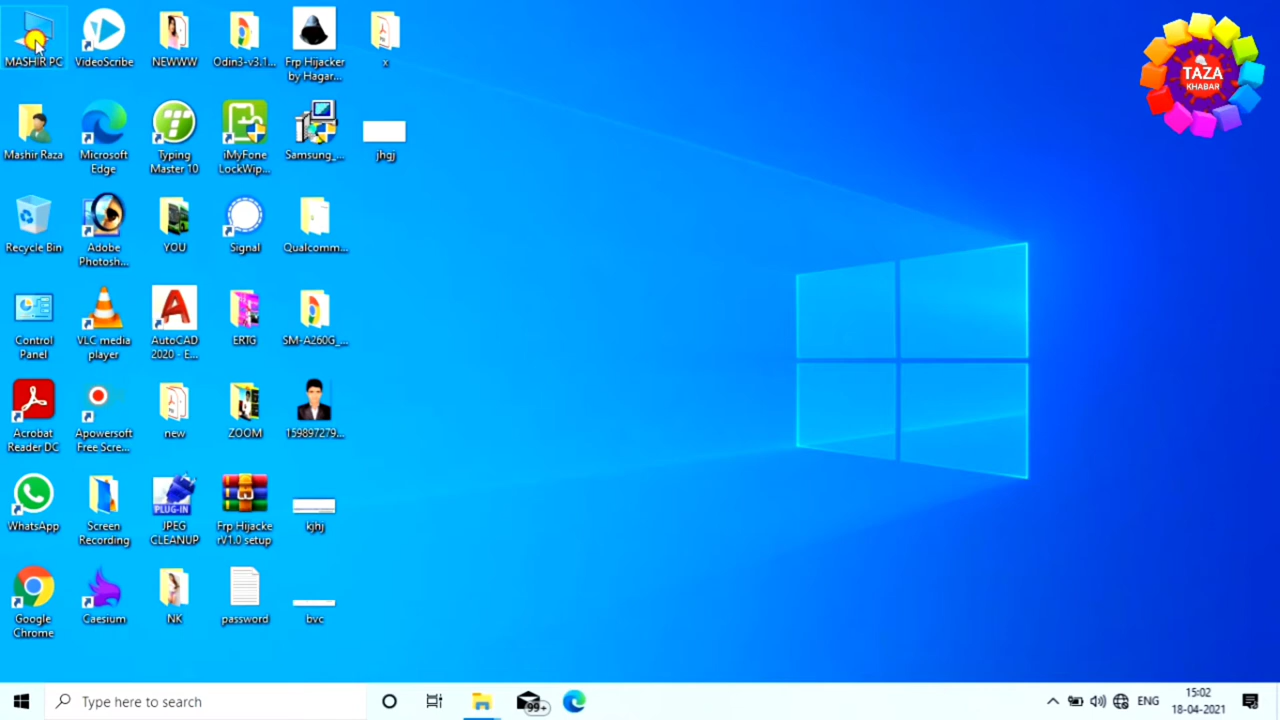 MASHIR PC
VideoScribe
NEWWW
Odin3-v3.1...
Frp Hijacker
by Hagar...
x
TAZA
KHABAR
Mashir Raza
Microsoft
Edge
Typing
Master 10
iMyFone
LockWip...
Samsung_...
jhgj
Recycle Bin
Adobe
Photosh...
YOU
Signal
Qualcomm...
Control
Panel
VLC media
player
AutoCAD
2020 - E...
ERTG
SM-A260G_...
Acrobat
Reader DC
Apowersoft
Free Scre...
new
ZOOM
159897279...
WhatsApp
Screen
Recording
PLUG-IN
JPEG
CLEANUP
Frp Hijacke
rV1.0 setup
kjhj
Google
Chrome
Caesium
NK
password
bvc
Type here to search
99+
ENG
15:02
18-04-2021